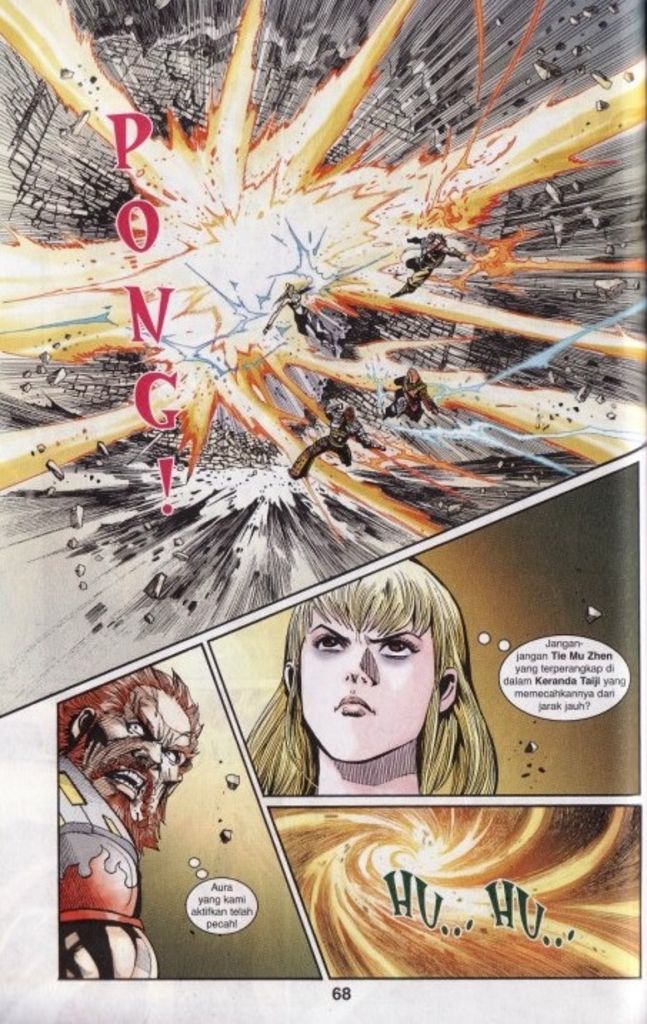 PONG!
Jangan-
jangan Tie Mu Zhen
yang terperangkap di
dalam Keranda Taiji yang
memecahkannya dari
jarak jauh?
Aura
yang kami
aktifkan telah
pecah!
HU... HU...
68